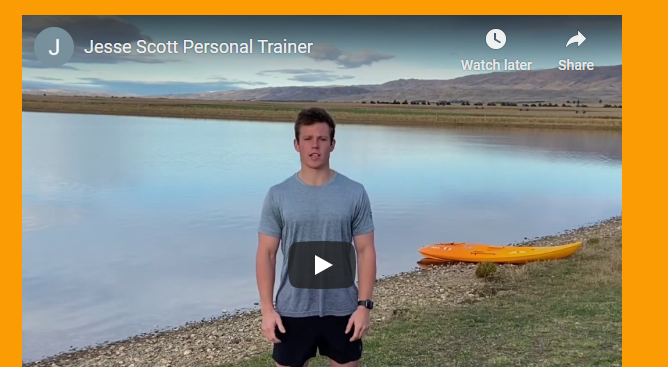 J
Jesse Scott Personal Trainer
Watch later
Share